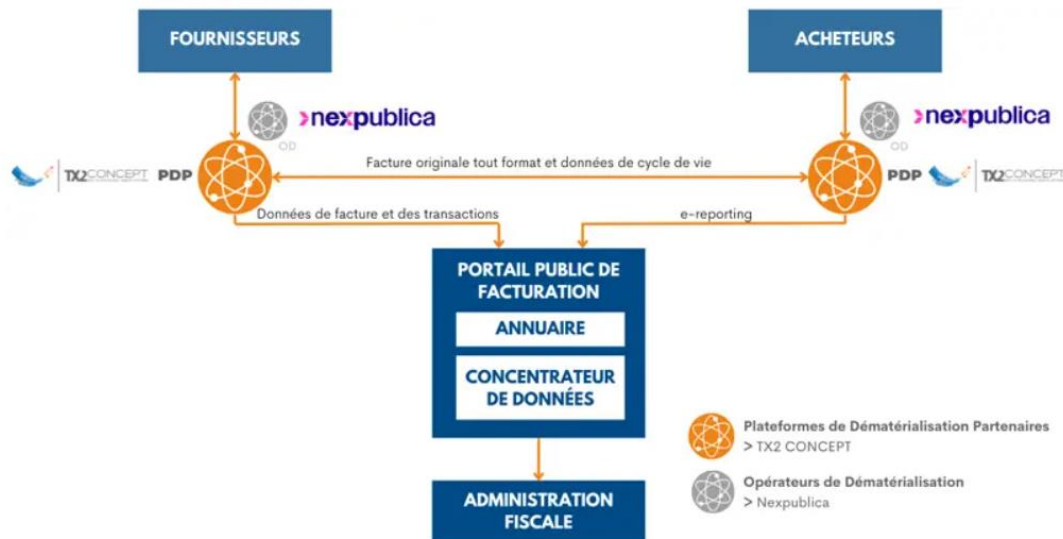 FOURNISSEURS
ACHETEURS
nexpublica
OD
nexpublica
OD
TX2CONCEPT
PDP
Facture originale tout format et données de cycle de vie
PDP
TX2CONCEPT
Données de facture et des transactions
e-reporting
PORTAIL PUBLIC DE
FACTURATION
ANNUAIRE
CONCENTRATEUR
DE DONNÉES
Plateformes de Dématérialisation Partenaires
> TX2 CONCEPT
Opérateurs de Dématérialisation
> Nexpublica
ADMINISTRATION
FISCALE